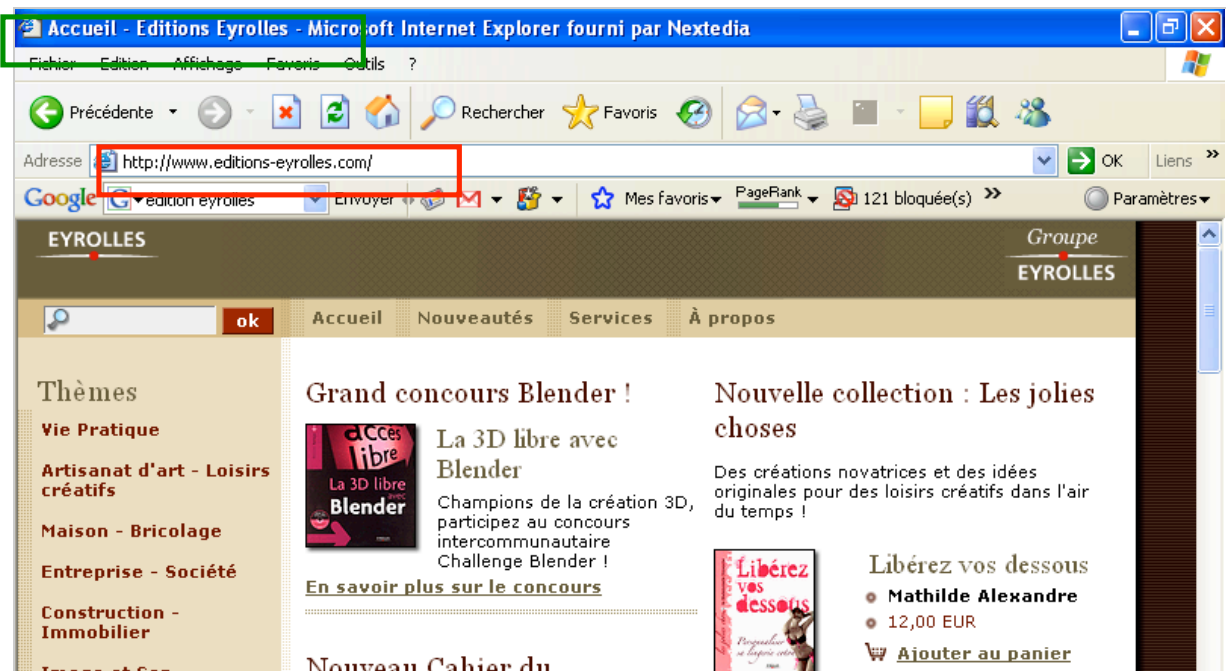 Accueil - Editions Eyrolles - Microsoft Internet Explorer fourni par Nextedia
Fichier Edition Affichage Favoris Outils ?
Précédente Rechercher Favoris
Adresse http://www.editions-eyrolles.com/ OK Liens »
Google G edition eyrolles Envoyer Mes favoris PageRank 121 bloquée(s) » Paramètres
EYROLLES
Groupe
EYROLLES
ok Accueil Nouveautés Services À propos
Thèmes
Vie Pratique
Artisanat d'art - Loisirs
créatifs
Maison - Bricolage
Entreprise - Société
Construction -
Immobilier
Image et Son
Grand concours Blender !
accès
libre
La 3D libre
avec
Blender
La 3D libre avec
Blender
Champions de la création 3D,
participez au concours
intercommunautaire
Challenge Blender !
En savoir plus sur le concours
Nouveau Cahier du
Nouvelle collection : Les jolies
choses
Des créations novatrices et des idées
originales pour des loisirs créatifs dans l'air
du temps !
Libérez
vos
dessous
Libérez vos dessous
Mathilde Alexandre
12,00 EUR
Ajouter au panier